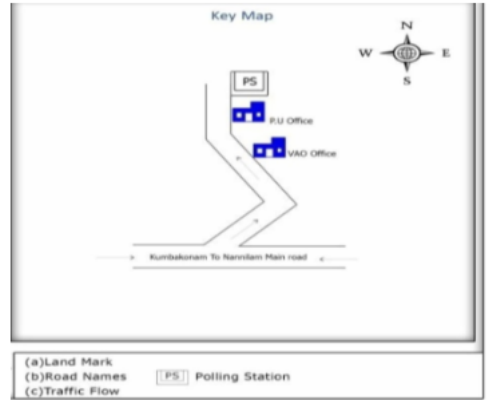 Key Map
N
W E
S
PS
P.U Office
VAO Office
Kumbakonam To Nannilam Main road
(a)Land Mark
(b)Road Names PS Polling Station
(c)Traffic Flow